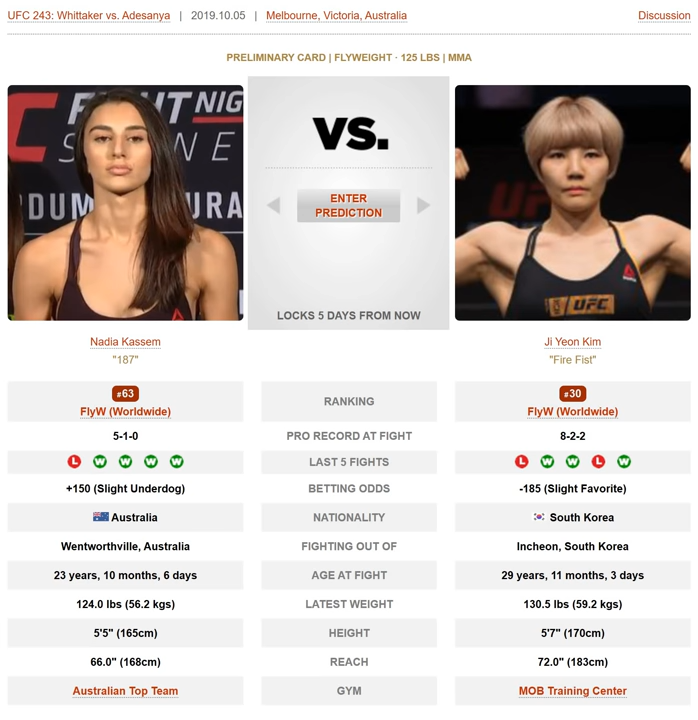 UFC 243: Whittaker vs. Adesanya | 2019.10.05 | Melbourne, Victoria, Australia Discussion
PRELIMINARY CARD | FLYWEIGHT · 125 LBS | MMA
FIGHT NIG
DUM URA
VS.
ENTER
PREDICTION
LOCKS 5 DAYS FROM NOW
UFC
Nadia Kassem Ji Yeon Kim
"187" "Fire Fist"
#63 RANKING #30
FlyW (Worldwide) FlyW (Worldwide)
5-1-0 PRO RECORD AT FIGHT 8-2-2
L W W W W LAST 5 FIGHTS L W W L W
+150 (Slight Underdog) BETTING ODDS -185 (Slight Favorite)
Australia NATIONALITY South Korea
Wentworthville, Australia FIGHTING OUT OF Incheon, South Korea
23 years, 10 months, 6 days AGE AT FIGHT 29 years, 11 months, 3 days
124.0 lbs (56.2 kgs) LATEST WEIGHT 130.5 lbs (59.2 kgs)
5'5" (165cm) HEIGHT 5'7" (170cm)
66.0" (168cm) REACH 72.0" (183cm)
Australian Top Team GYM MOB Training Center